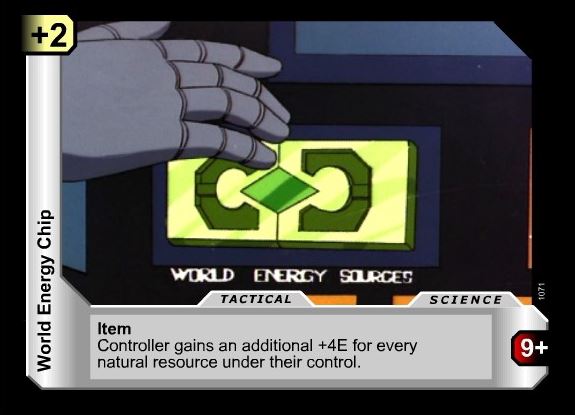 +2
World Energy Chip
WORLD ENERGY SOURCES
TACTICAL
SCIENCE
1071
Item
Controller gains an additional +4E for every
natural resource under their control.
9+